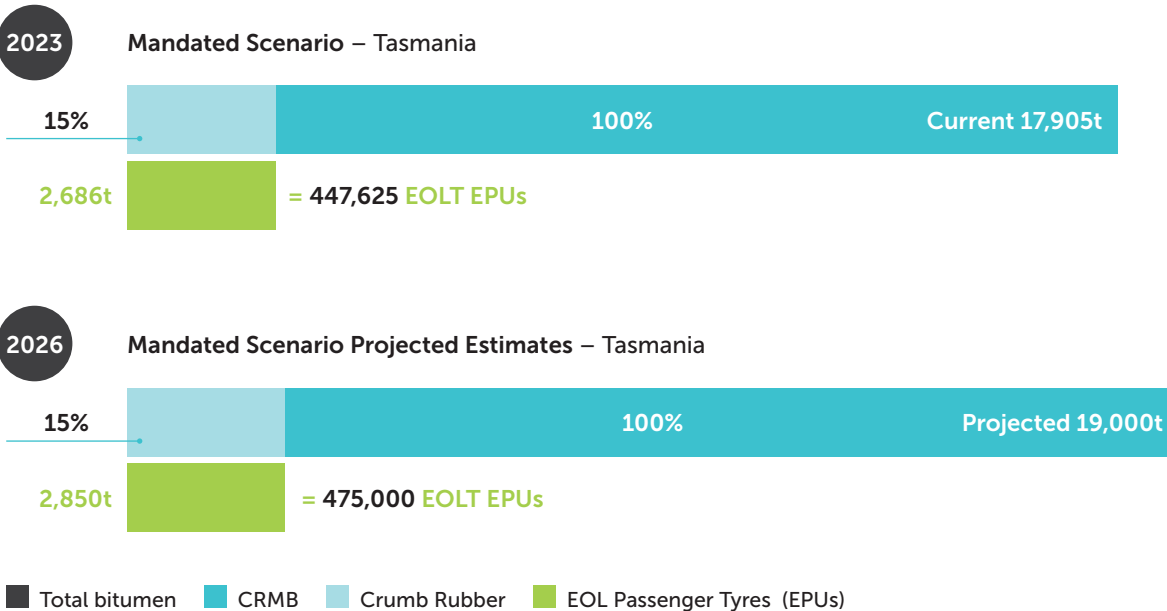 2023 Mandated Scenario – Tasmania
15% 100% Current 17,905t
2,686t = 447,625 EOLT EPUs
2026 Mandated Scenario Projected Estimates – Tasmania
15% 100% Projected 19,000t
2,850t = 475,000 EOLT EPUs
Total bitumen CRMB Crumb Rubber EOL Passenger Tyres (EPUs)